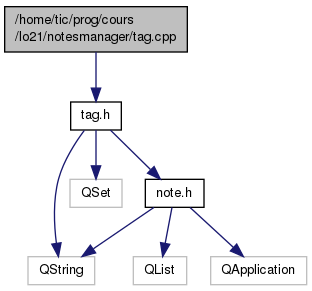 /home/tic/prog/cours
/lo21/notesmanager/tag.cpp
tag.h
QSet
note.h
QString
QList
QApplication